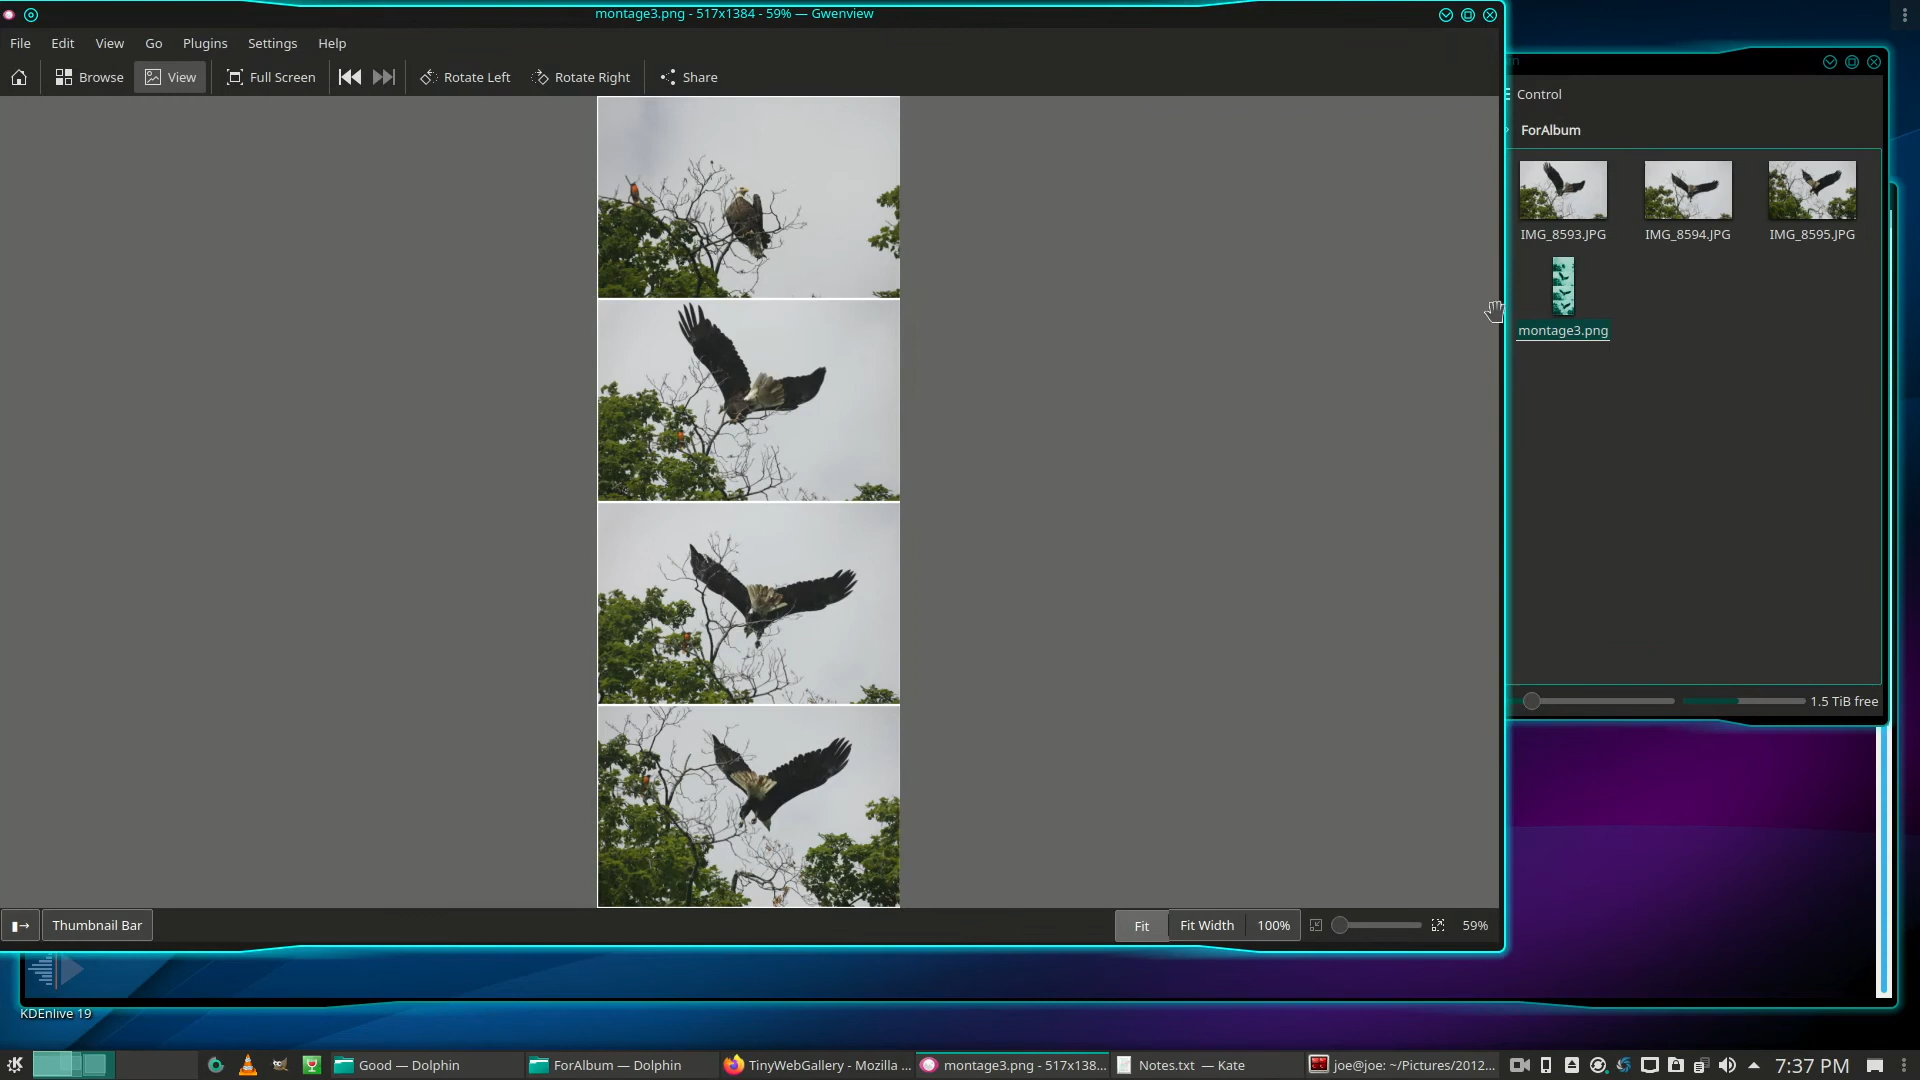 montage3.png - 517x1384 - 59% — Gwenview
File Edit View Go Plugins Settings Help
Browse View Full Screen Rotate Left Rotate Right Share
Control
ForAlbum
IMG_8593.JPG IMG_8594.JPG IMG_8595.JPG
montage3.png
1.5 TiB free
Thumbnail Bar Fit Fit Width 100% 59%
KDEnlive 19
Good — Dolphin ForAlbum — Dolphin TinyWebGallery - Mozilla ... montage3.png - 517x138... Notes.txt — Kate joe@joe: ~/Pictures/2012... 7:37 PM